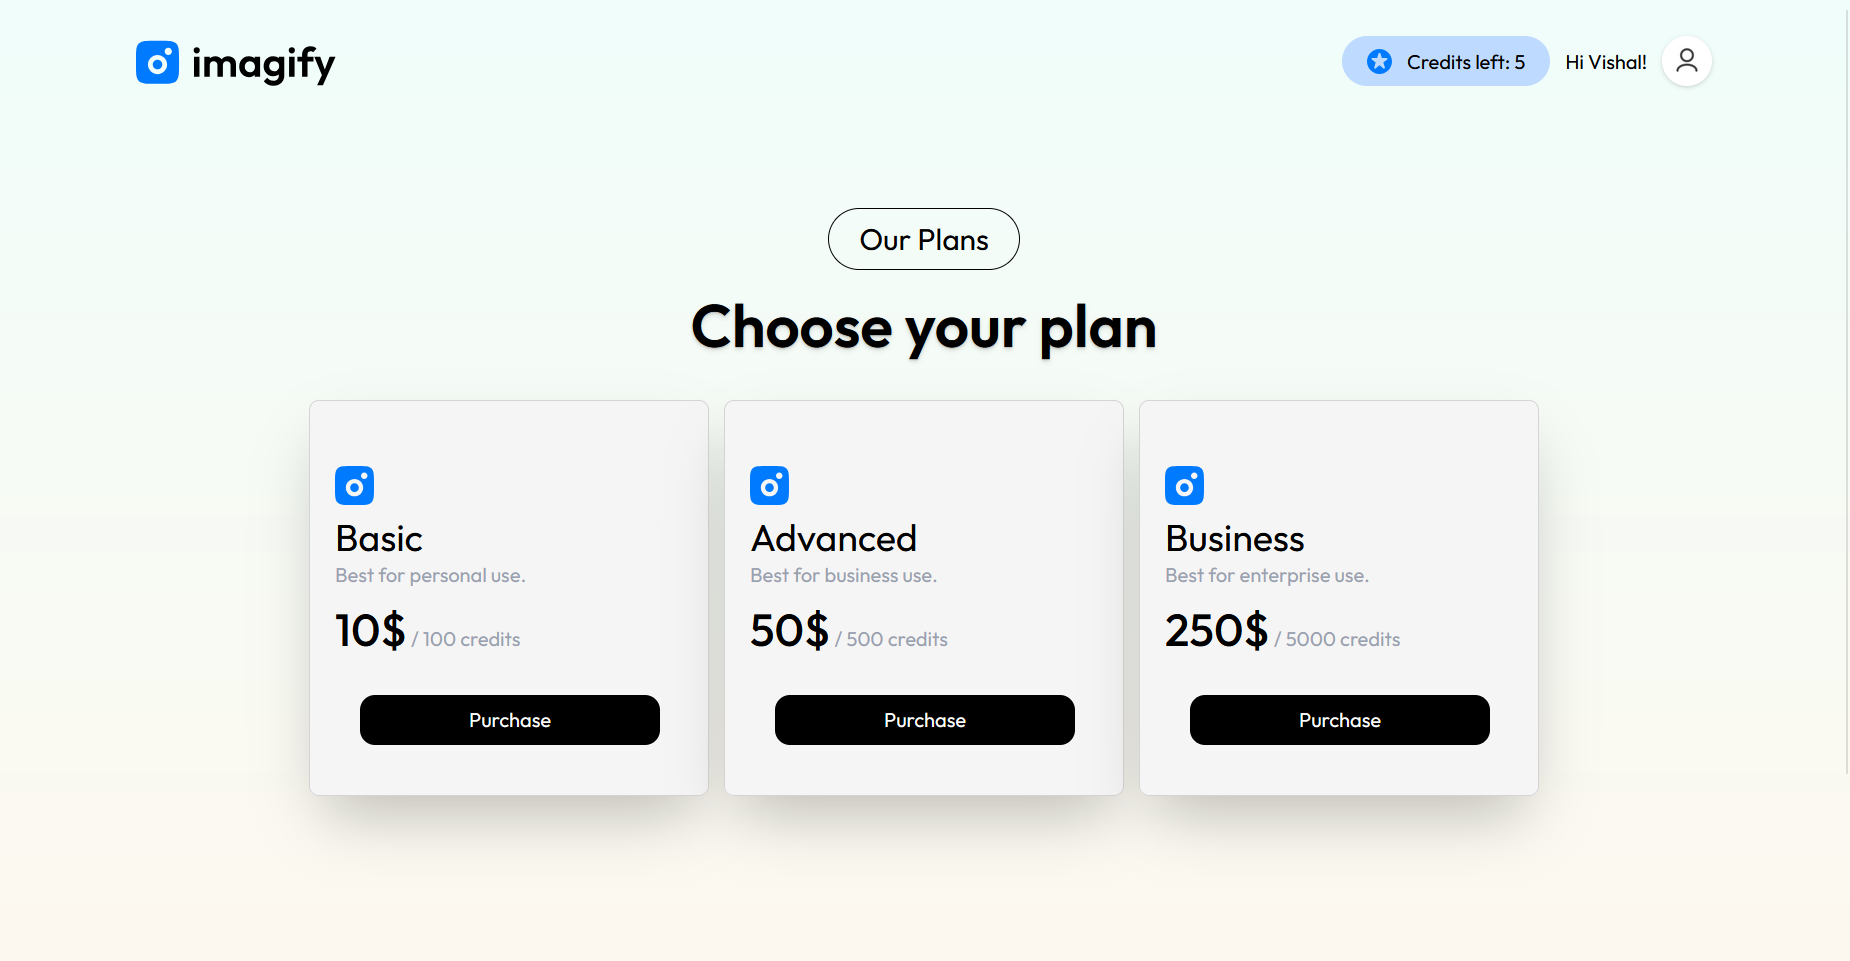 imagify
Credits left: 5
Hi Vishal!
Our Plans
Choose your plan
Basic
Best for personal use.
10$ / 100 credits
Purchase
Advanced
Best for business use.
50$ / 500 credits
Purchase
Business
Best for enterprise use.
250$ / 5000 credits
Purchase